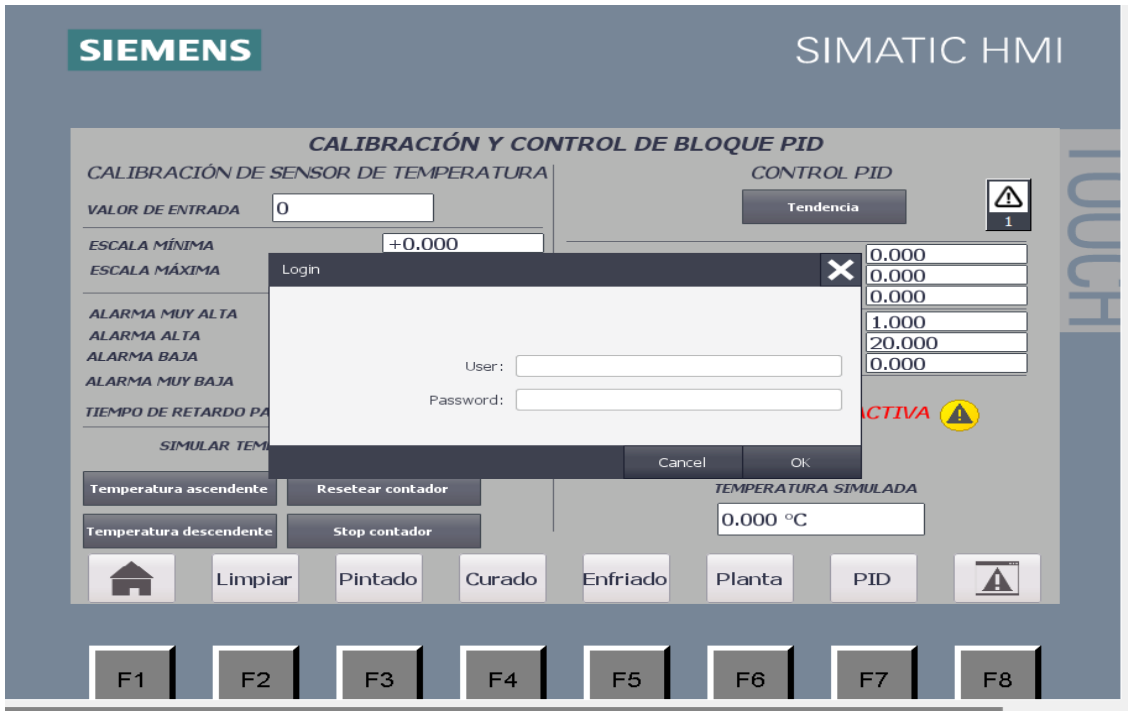 SIEMENS
SIMATIC HMI
TOUCH
CALIBRACIÓN Y CONTROL DE BLOQUE PID
CALIBRACIÓN DE SENSOR DE TEMPERATURA
CONTROL PID
VALOR DE ENTRADA 0
Tendencia
1
ESCALA MÍNIMA +0.000
0.000
ESCALA MÁXIMA
0.000
0.000
Login
ALARMA MUY ALTA
1.000
ALARMA ALTA
20.000
ALARMA BAJA
0.000
User:
ALARMA MUY BAJA
Password:
TIEMPO DE RETARDO PA
ACTIVA
SIMULAR TEM
Cancel OK
Temperatura ascendente Resetear contador
TEMPERATURA SIMULADA
0.000 °C
Temperatura descendente Stop contador
Limpiar Pintado Curado Enfriado Planta PID
F1 F2 F3 F4 F5 F6 F7 F8